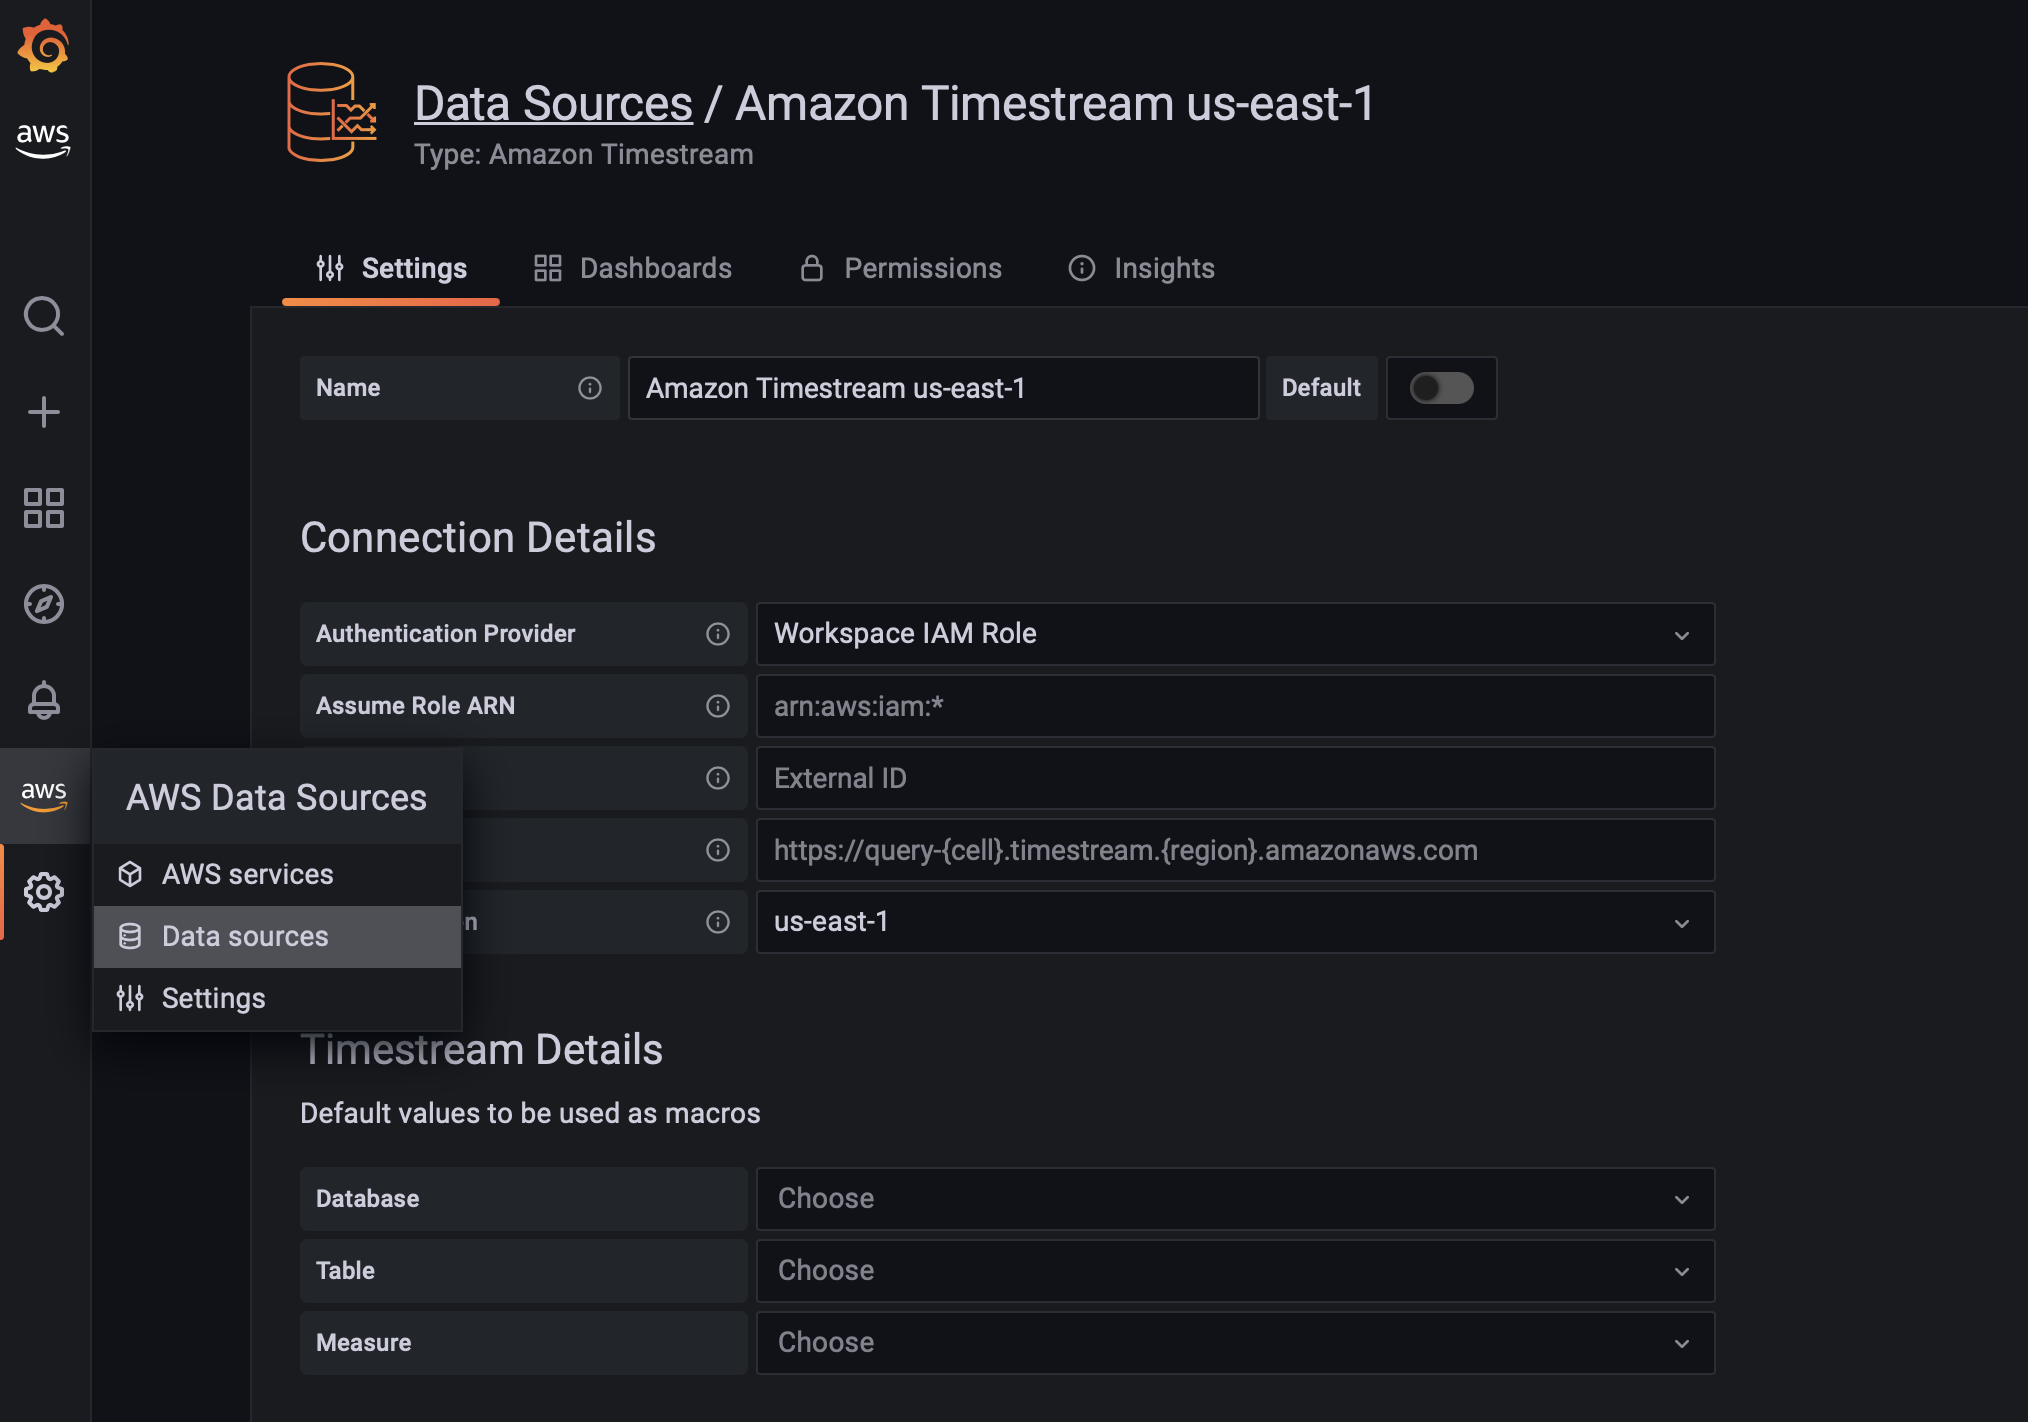 aws
Data Sources / Amazon Timestream us-east-1
Type: Amazon Timestream
Settings Dashboards Permissions Insights
Name Amazon Timestream us-east-1 Default
Connection Details
Authentication Provider Workspace IAM Role
Assume Role ARN arn:aws:iam:*
External ID
https://query-{cell}.timestream.{region}.amazonaws.com
us-east-1
aws
AWS Data Sources
AWS services
Data sources
Settings
Timestream Details
Default values to be used as macros
Database Choose
Table Choose
Measure Choose